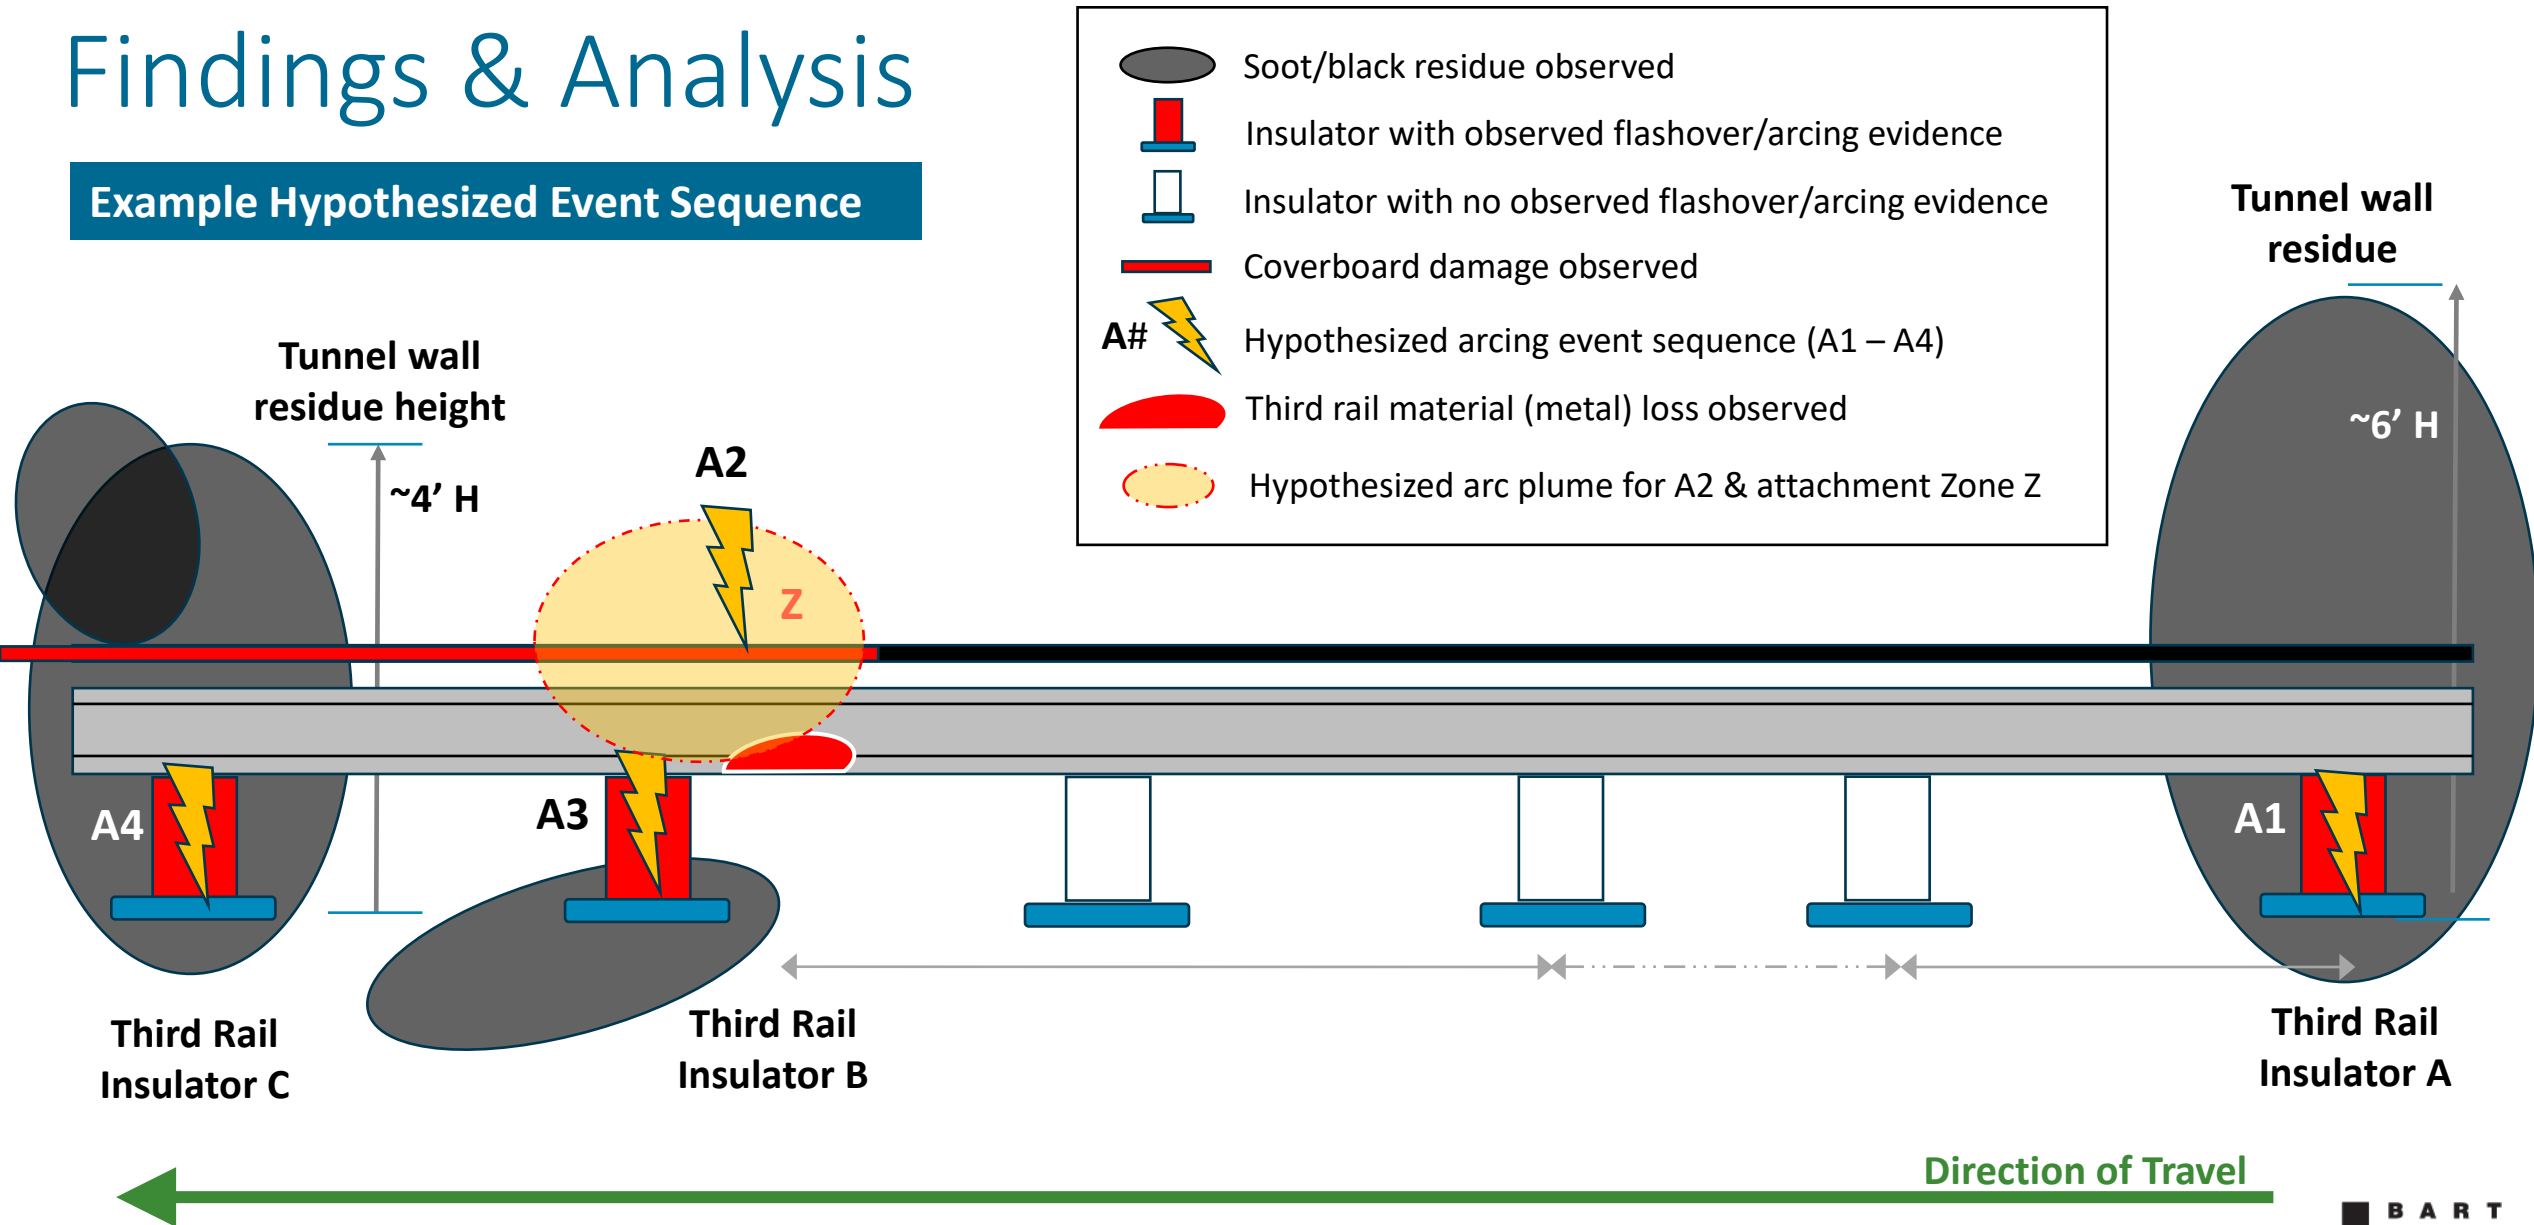 Findings & Analysis
Example Hypothesized Event Sequence
Soot/black residue observed
Insulator with observed flashover/arcing evidence
Insulator with no observed flashover/arcing evidence
Coverboard damage observed
A#
Hypothesized arcing event sequence (A1 – A4)
Third rail material (metal) loss observed
Hypothesized arc plume for A2 & attachment Zone Z
Tunnel wall
residue
~6’ H
Tunnel wall
residue height
~4’ H
A2
Z
A4
A3
A1
Third Rail
Insulator C
Third Rail
Insulator B
Third Rail
Insulator A
Direction of Travel
BART